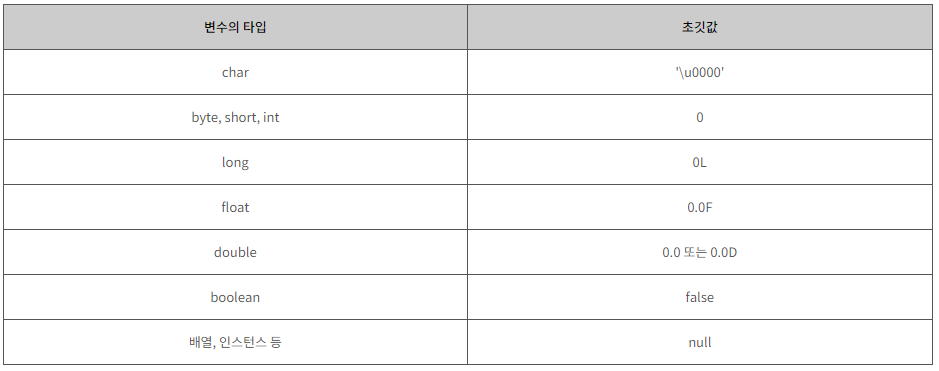 변수의 타입 초깃값
char '\u0000'
byte, short, int 0
long 0L
float 0.0F
double 0.0 또는 0.0D
boolean false
배열, 인스턴스 등 null